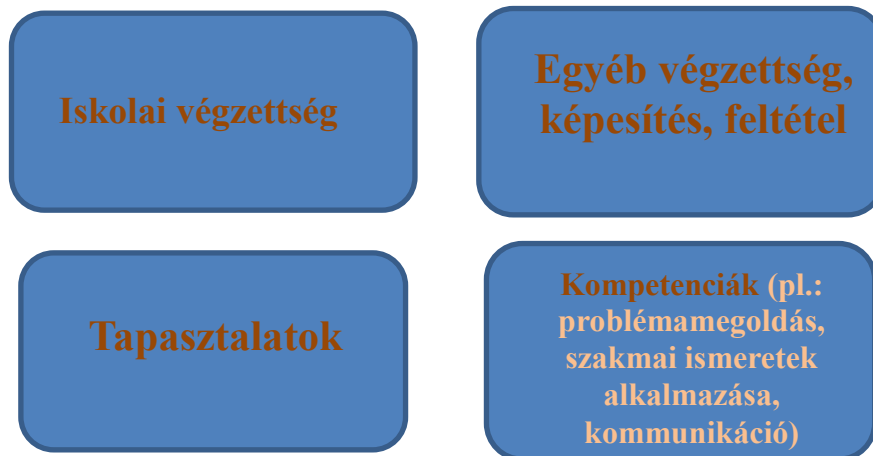 Iskolai végzettség
Egyéb végzettség,
képesítés, feltétel
Tapasztalatok
Kompetenciák (pl.:
problémamegoldás,
szakmai ismeretek
alkalmazása,
kommunikáció)